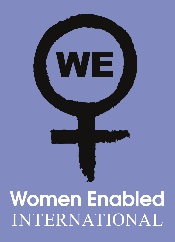 WE
Women Enabled
INTERNATIONAL